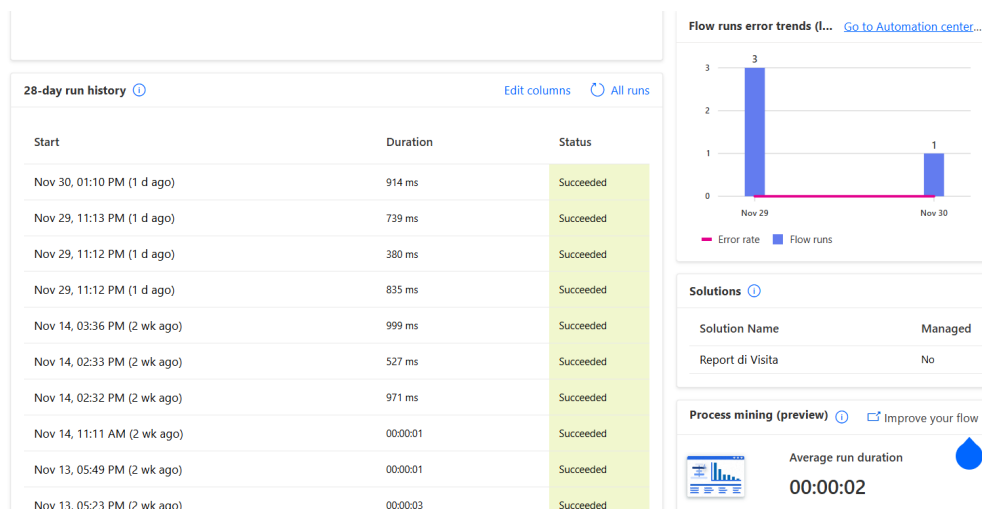 28-day run history
Edit columns
All runs
Start Duration Status
Nov 30, 01:10 PM (1 d ago) 914 ms Succeeded
Nov 29, 11:13 PM (1 d ago) 739 ms Succeeded
Nov 29, 11:12 PM (1 d ago) 380 ms Succeeded
Nov 29, 11:12 PM (1 d ago) 835 ms Succeeded
Nov 14, 03:36 PM (2 wk ago) 999 ms Succeeded
Nov 14, 02:33 PM (2 wk ago) 527 ms Succeeded
Nov 14, 02:32 PM (2 wk ago) 971 ms Succeeded
Nov 14, 11:11 AM (2 wk ago) 00:00:01 Succeeded
Nov 13, 05:49 PM (2 wk ago) 00:00:01 Succeeded
Nov 13, 05:23 PM (2 wk ago) 00:00:03 Succeeded
Flow runs error trends (l... Go to Automation center...
3
3
2
1
1
0
Nov 29 Nov 30
Error rate Flow runs
Solutions
Solution Name Managed
Report di Visita No
Process mining (preview) Improve your flow
Average run duration
00:00:02